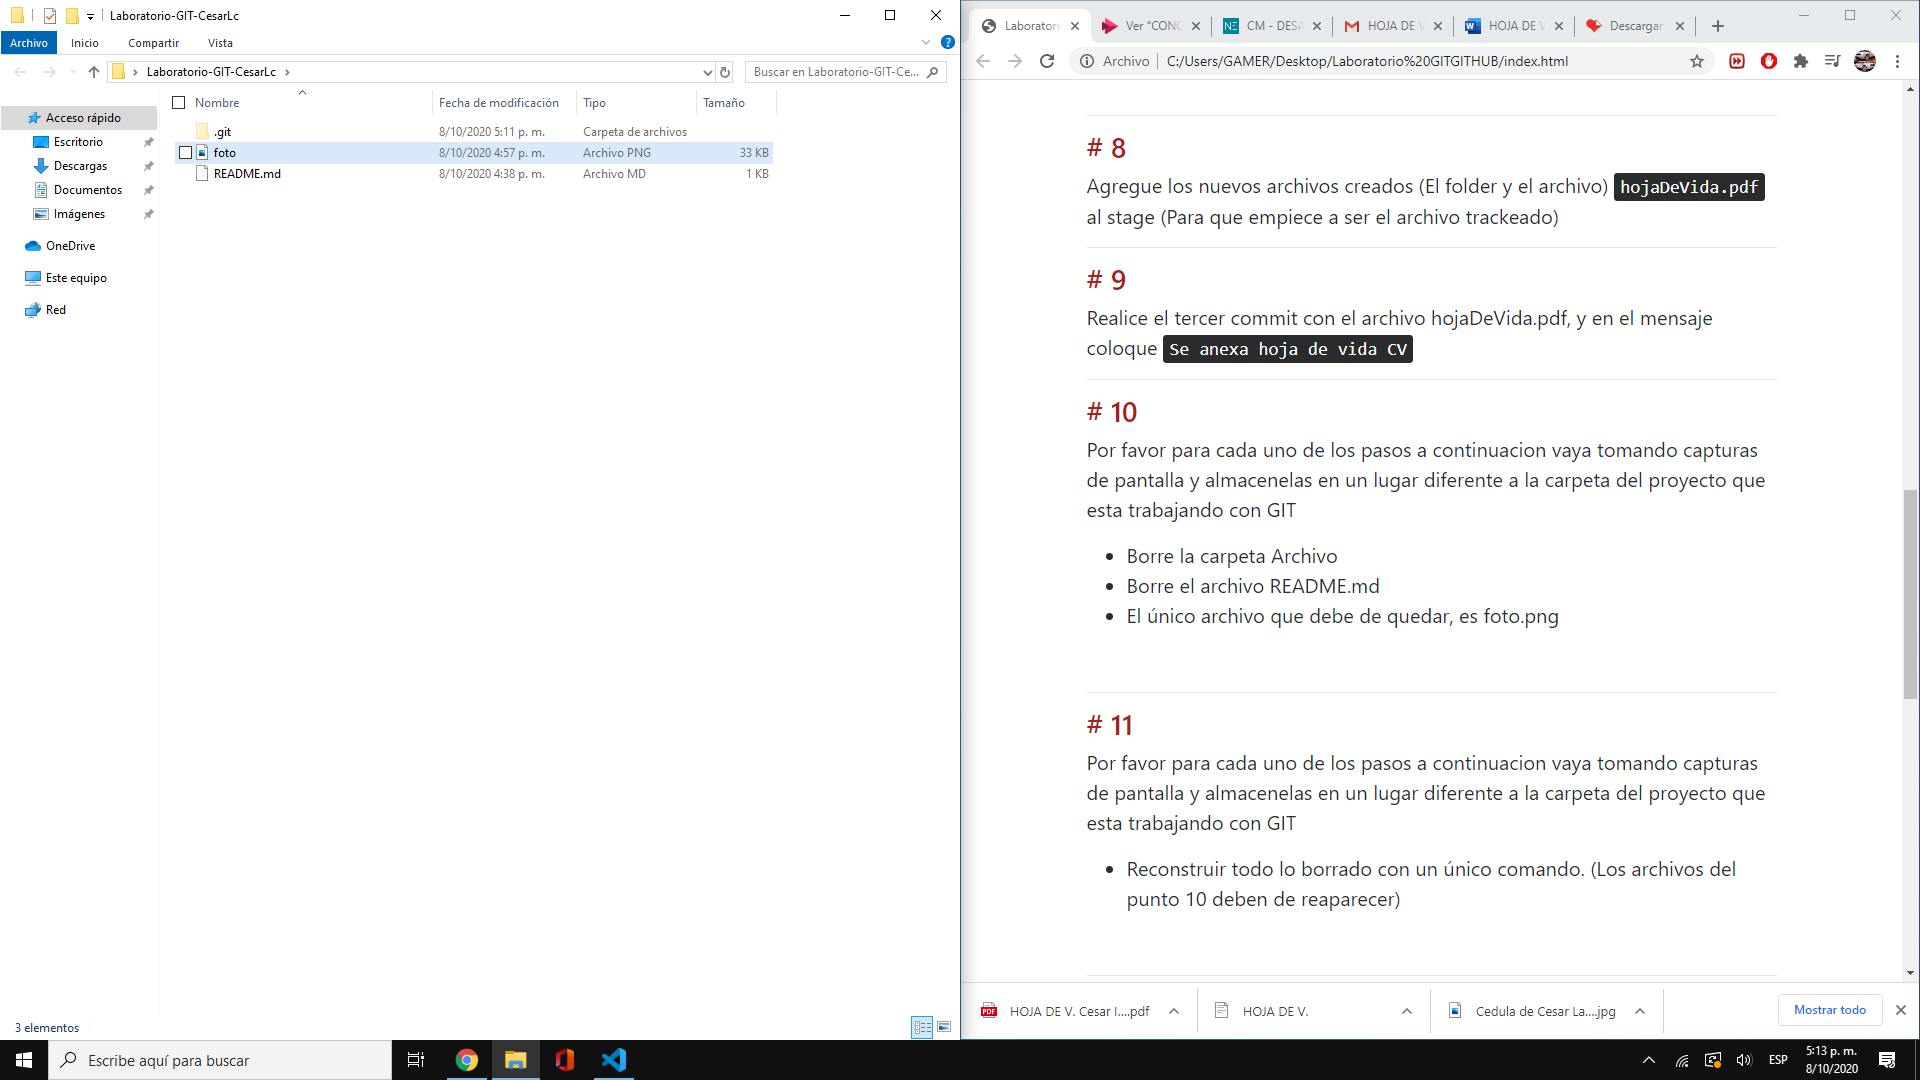 Laboratorio-GIT-CesarLc
Archivo
Inicio
Compartir
Vista
Laboratorio-GIT-CesarLc
Buscar en Laboratorio-GIT-Ce...
Nombre
Fecha de modificación
Tipo
Tamaño
.git
8/10/2020 5:11 p. m.
Carpeta de archivos
foto
8/10/2020 4:57 p. m.
Archivo PNG
33 KB
README.md
8/10/2020 4:38 p. m.
Archivo MD
1 KB
Acceso rápido
Escritorio
Descargas
Documentos
Imágenes
OneDrive
Este equipo
Red
3 elementos
Laboratori
Ver "CONC
CM - DESA
HOJA DE V
HOJA DE V
Descargar
Archivo
C:/Users/GAMER/Desktop/Laboratorio%20GITGITHUB/index.html
# 8
Agregue los nuevos archivos creados (El folder y el archivo) hojaDeVida.pdf
al stage (Para que empiece a ser el archivo trackeado)
# 9
Realice el tercer commit con el archivo hojaDeVida.pdf, y en el mensaje
coloque Se anexa hoja de vida CV
# 10
Por favor para cada uno de los pasos a continuacion vaya tomando capturas
de pantalla y almacenelas en un lugar diferente a la carpeta del proyecto que
esta trabajando con GIT
• Borre la carpeta Archivo
• Borre el archivo README.md
• El único archivo que debe de quedar, es foto.png
# 11
Por favor para cada uno de los pasos a continuacion vaya tomando capturas
de pantalla y almacenelas en un lugar diferente a la carpeta del proyecto que
esta trabajando con GIT
• Reconstruir todo lo borrado con un único comando. (Los archivos del
punto 10 deben de reaparecer)
PDF
HOJA DE V. Cesar l....pdf
HOJA DE V.
Cedula de Cesar La....jpg
Mostrar todo
Escribe aquí para buscar
ESP
5:13 p. m.
8/10/2020